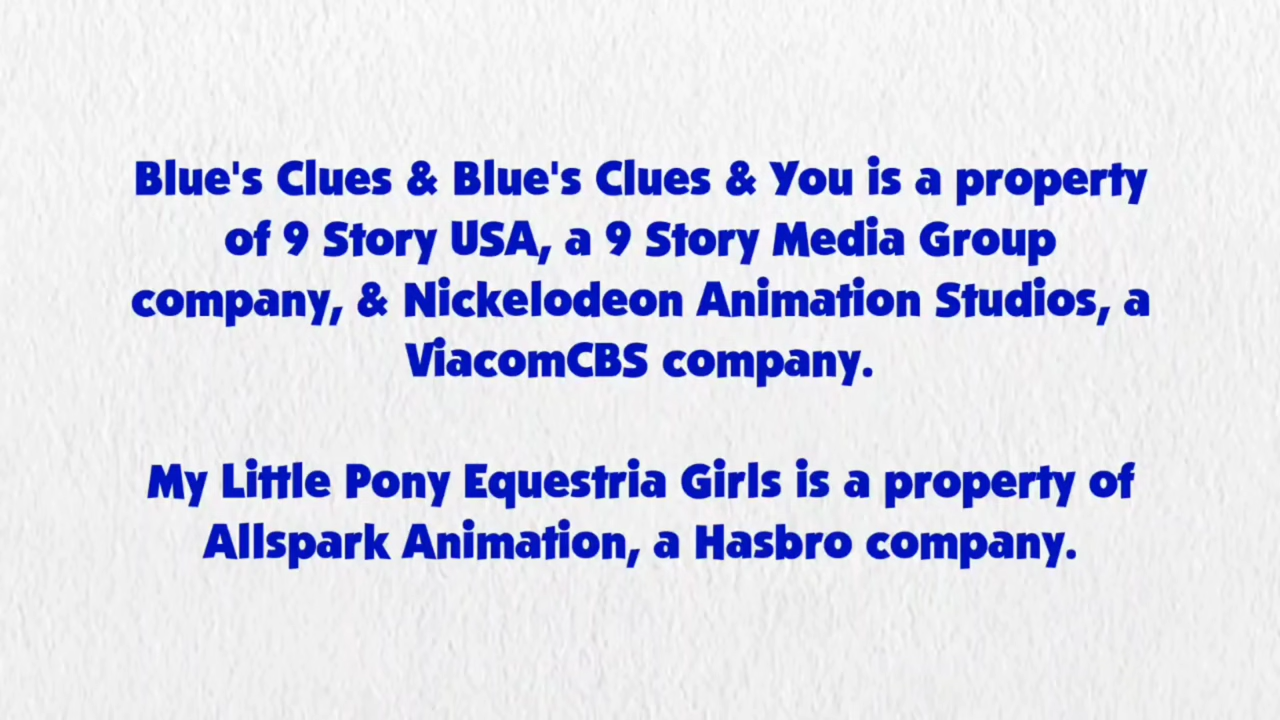 Blue's Clues & Blue's Clues & You is a property
of 9 Story USA, a 9 Story Media Group
company, & Nickelodeon Animation Studios, a
ViacomCBS company.
My Little Pony Equestria Girls is a property of
Allspark Animation, a Hasbro company.